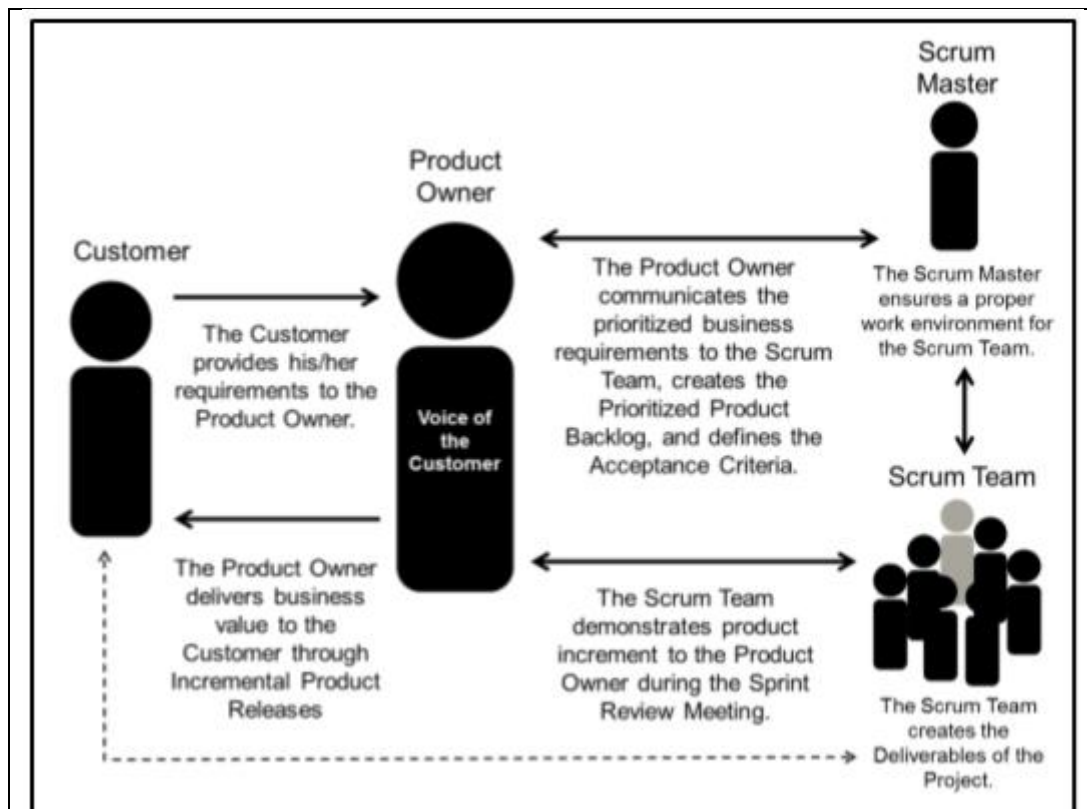 Scrum
Master
Product
Owner
Customer
The Customer
provides his/her
requirements to the
Product Owner.
Voice of
the
Customer
The Product Owner
communicates the
prioritized business
requirements to the Scrum
Team, creates the
Prioritized Product
Backlog, and defines the
Acceptance Criteria.
The Scrum Master
ensures a proper
work environment for
the Scrum Team.
Scrum Team
The Product Owner
delivers business
value to the
Customer through
Incremental Product
Releases
The Scrum Team
demonstrates product
increment to the Product
Owner during the Sprint
Review Meeting.
The Scrum Team
creates the
Deliverables of the
Project.